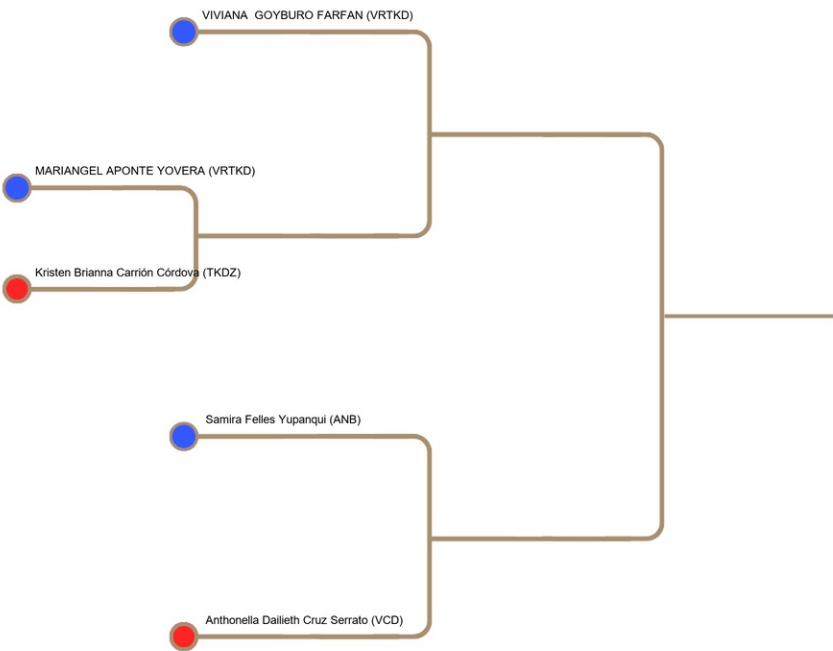 VIVIANA  GOYBURO FARFAN (VRTKD)
MARIANGEL APONTE YOVERA (VRTKD)
Kristen Brianna Carrión Córdova (TKDZ)
Samira Felles Yupanqui (ANB)
Anthonella Dailieth Cruz Serrato (VCD)